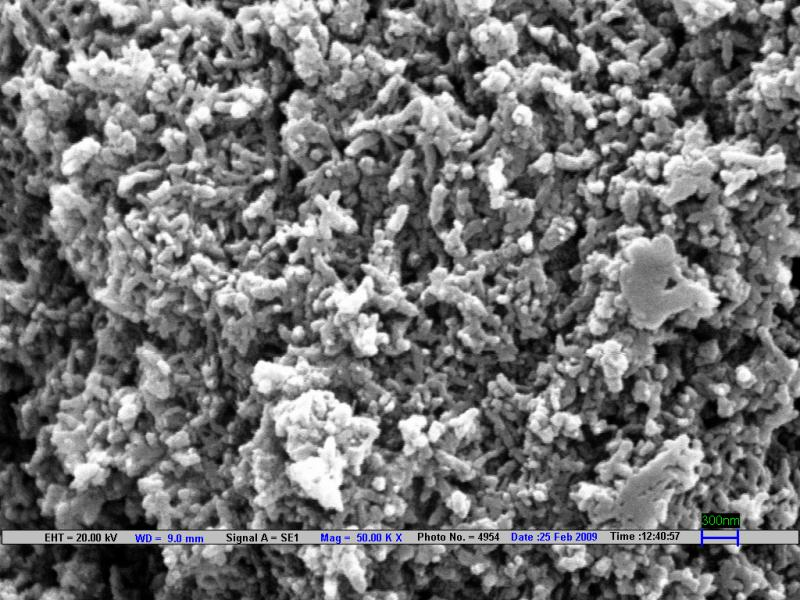 300nm
EHT = 20.00 kV WD = 9.0 mm Signal A = SE1 Mag = 50.00 K X Photo No. = 4954 Date :25 Feb 2009 Time :12:40:57